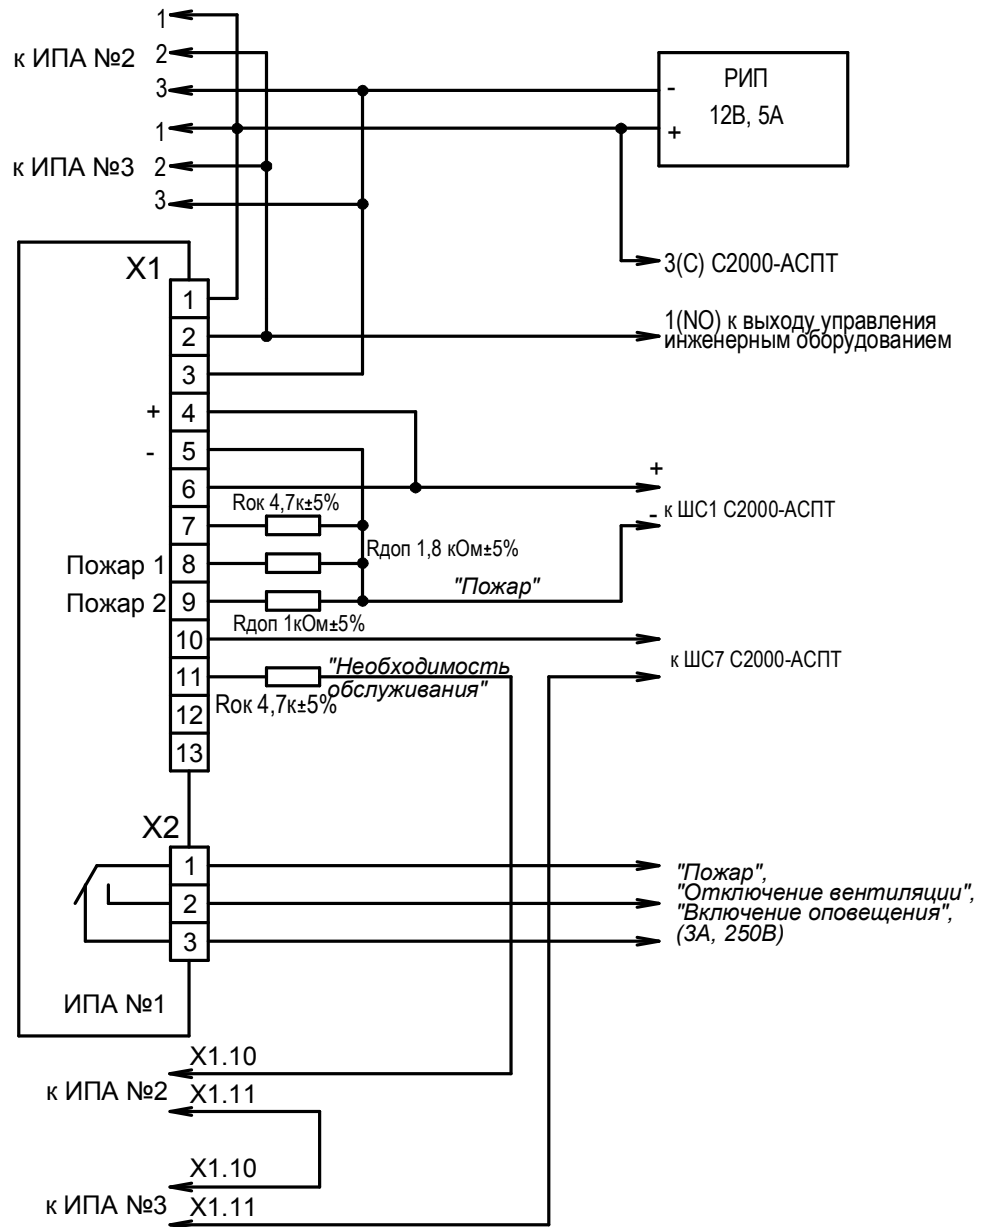 1
к ИПА №2
2
3
1
к ИПА №3
2
3
РИП
12В, 5А
-
+
3(С) С2000-АСПТ
1(NO) к выходу управления
инженерным оборудованием
X1
1
2
3
+
4
-
5
6
7
Пожар 1
8
Пожар 2
9
10
11
12
13
Rок 4,7к±5%
Rдоп 1,8 кОм±5%
"Пожар"
Rдоп 1кОм±5%
+
- к ШС1 С2000-АСПТ
к ШС7 С2000-АСПТ
"Необходимость
обслуживания"
Rок 4,7к±5%
X2
1
2
3
"Пожар",
"Отключение вентиляции",
"Включение оповещения",
(3А, 250В)
ИПА №1
X1.10
к ИПА №2
X1.11
X1.10
к ИПА №3
X1.11